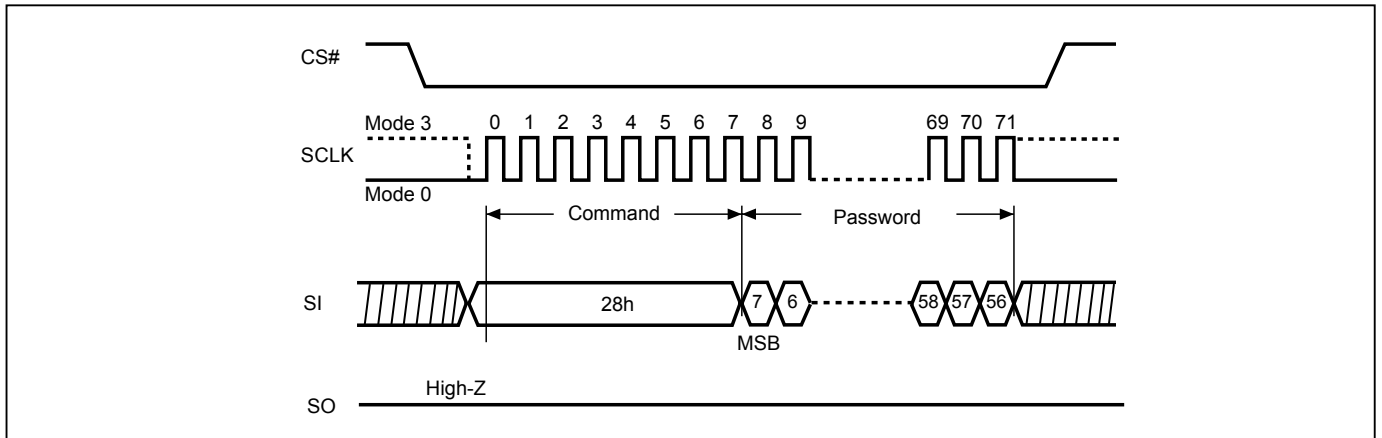 CS#
Mode 3
0 1 2 3 4 5 6 7 8 9 69 70 71
SCLK
Mode 0
Command
Password
SI
28h
7 6 58 57 56
MSB
High-Z
SO